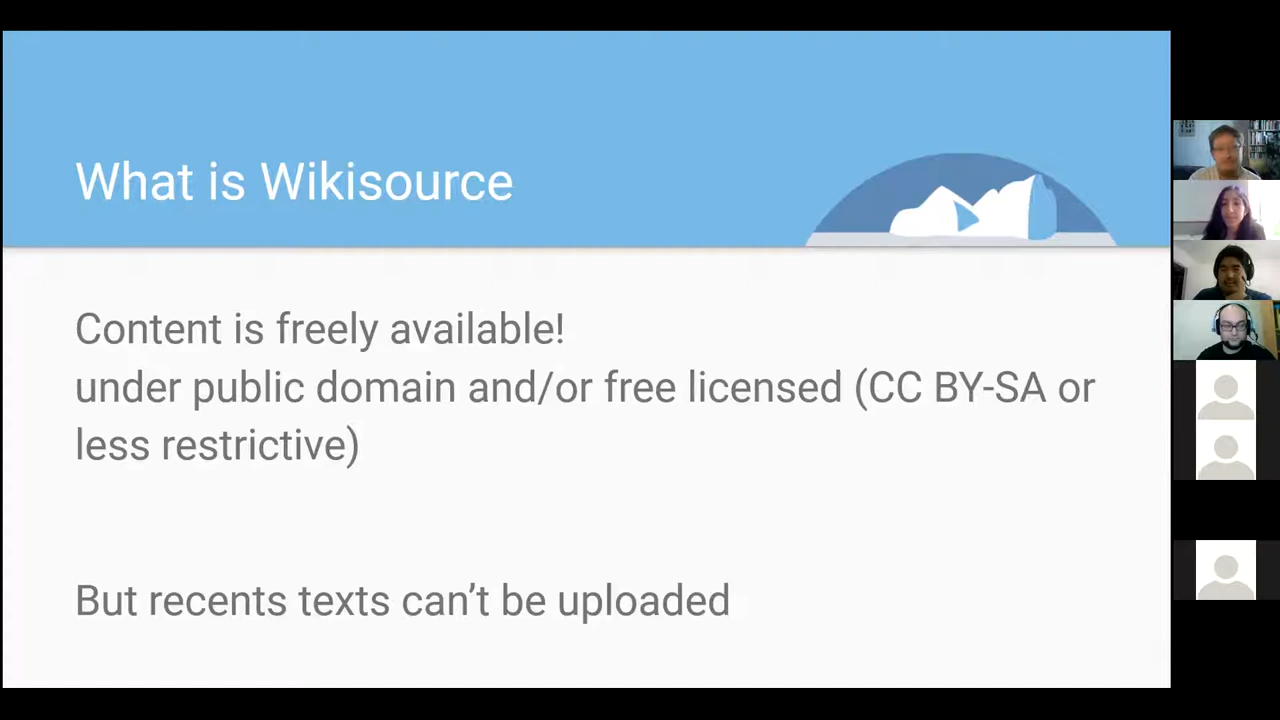 What is Wikisource
Content is freely available!
under public domain and/or free licensed (CC BY-SA or
less restrictive)
But recents texts can’t be uploaded